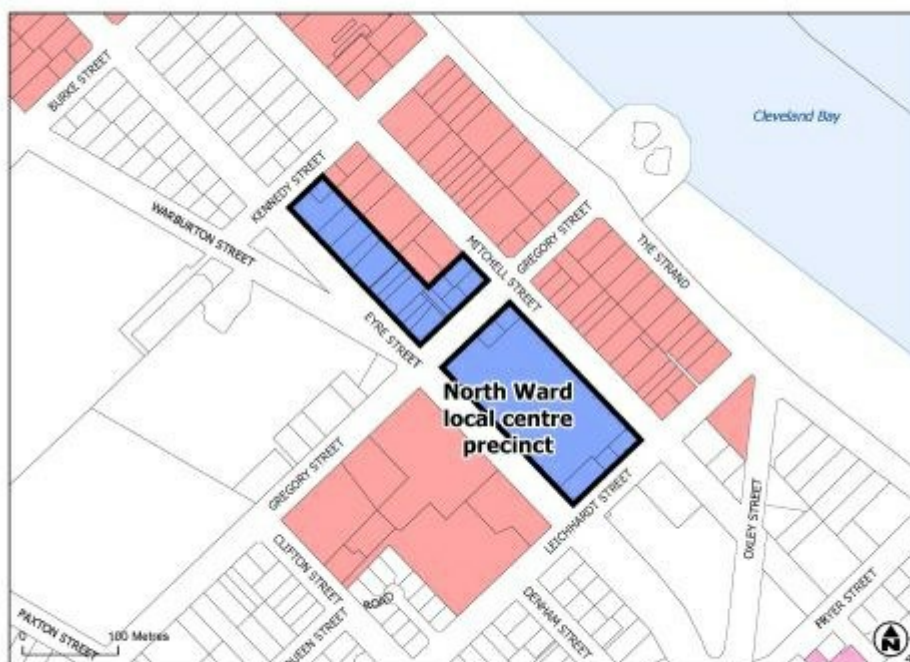 BURKE STREET
Cleveland Bay
KENNEDY STREET
WARBURTON STREET
MITCHELL STREET
GREGORY STREET
THE STRAND
EYRE STREET
North Ward
local centre
precinct
GREGORY STREET
LEICHHARDT STREET
OXLEY STREET
CLIFTON STREET
ROAD
DENHAM STREET
FRYER STREET
PAXTON STREET
QUEEN STREET
0 100 Metres
N